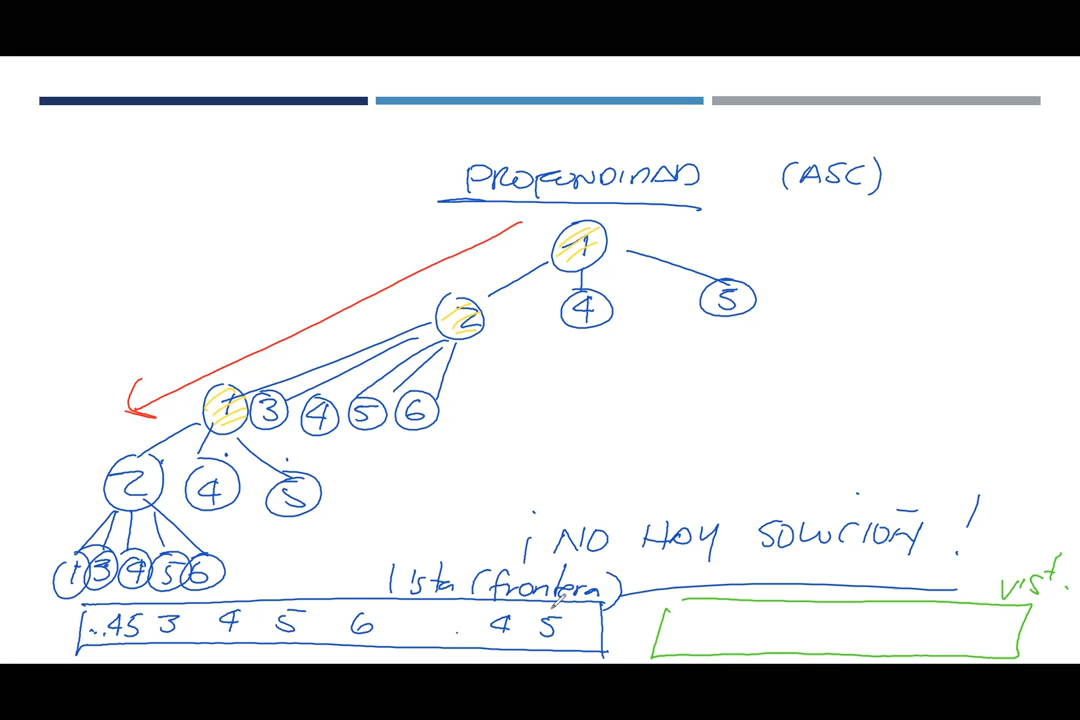 PROFUNDIDAD (ASC)
1
2 4 5
1 3 4 5 6
2 4 5
¡NO HAY SOLUCIÓN!
1 3 4 5 6
lista (frontera)
vist.
...45 3 4 5 6 . 4 5